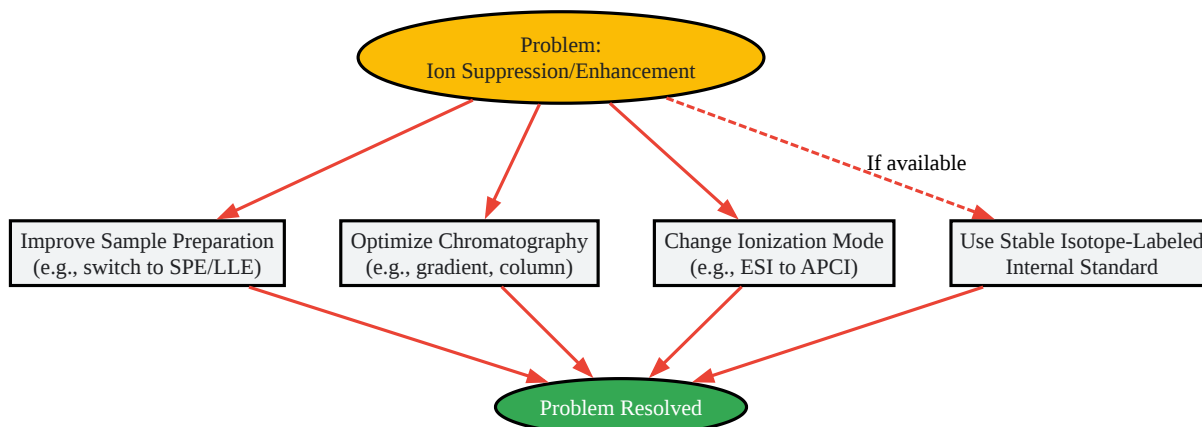 Problem:
Ion Suppression/Enhancement
If available
Improve Sample Preparation
(e.g., switch to SPE/LLE)
Optimize Chromatography
(e.g., gradient, column)
Change Ionization Mode
(e.g., ESI to APCI)
Use Stable Isotope-Labeled
Internal Standard
Problem Resolved